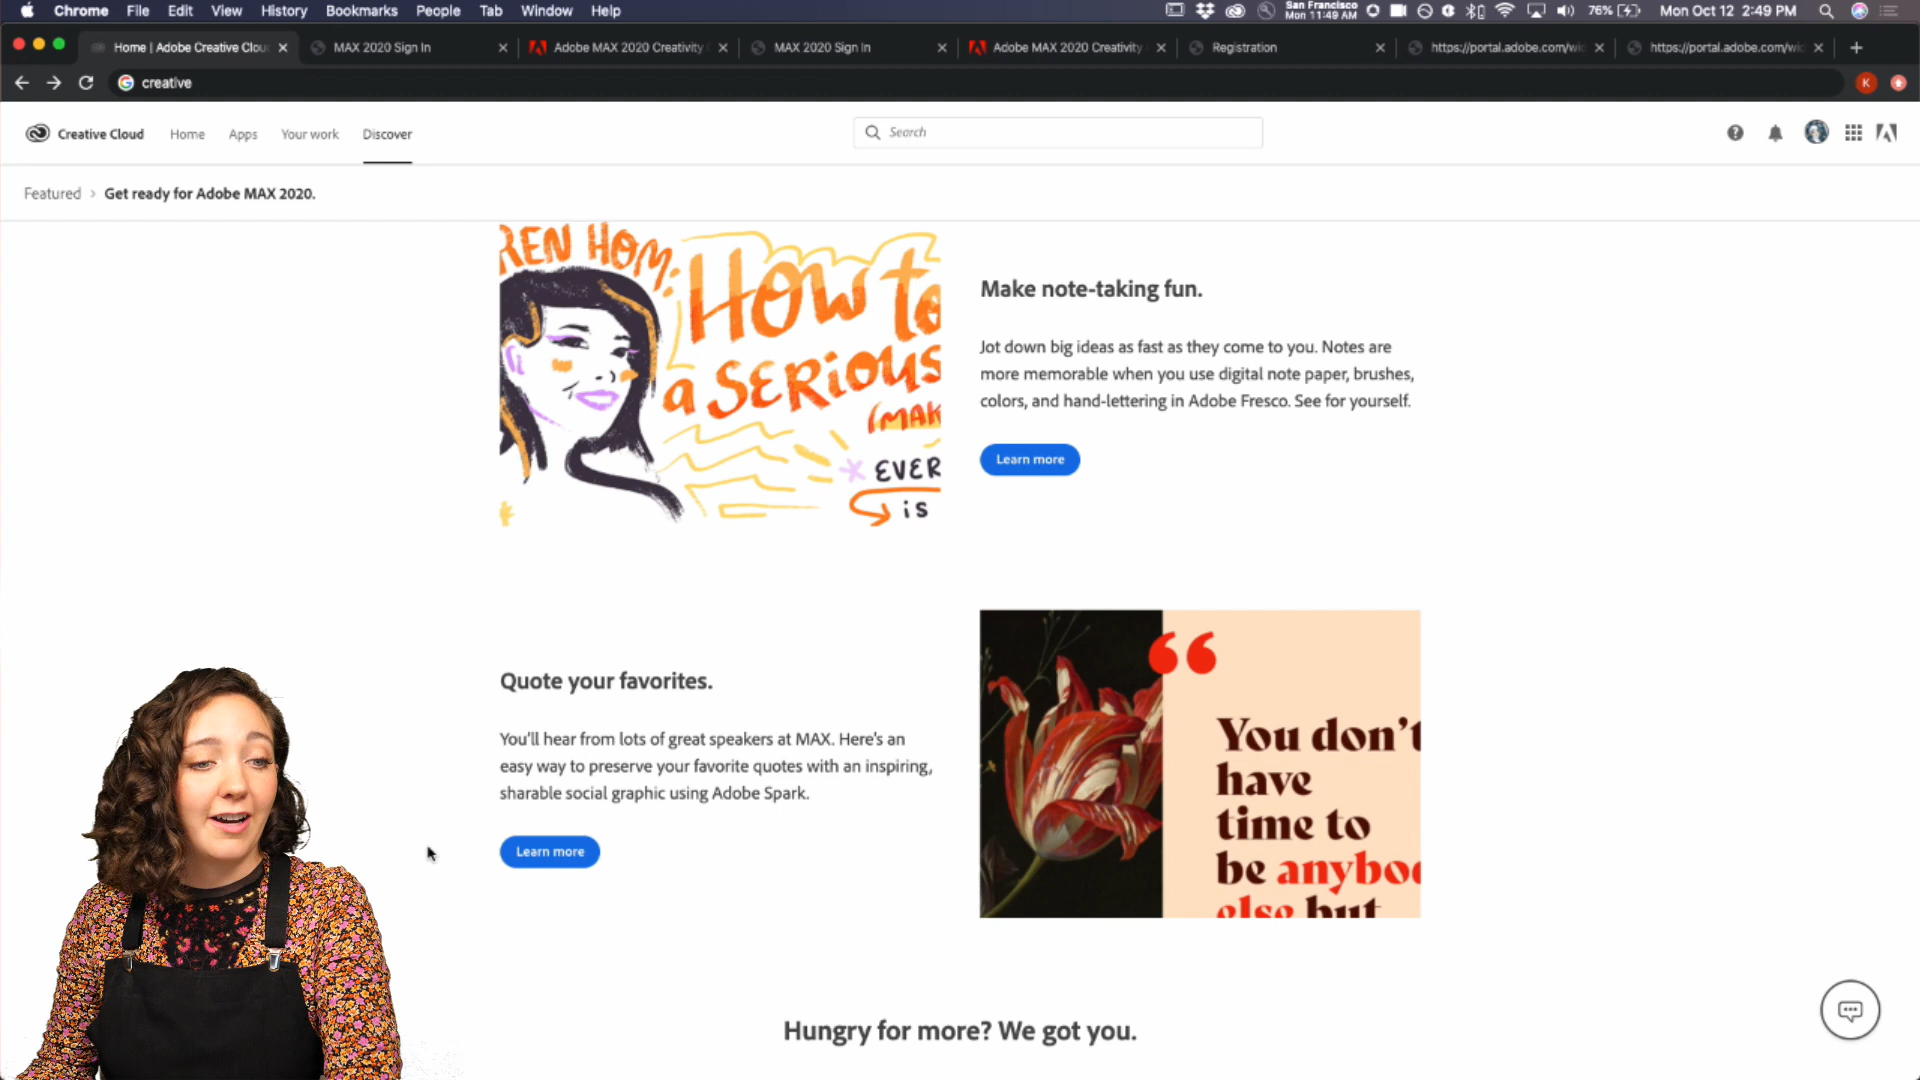 Chrome File Edit View History Bookmarks People Tab Window Help
San Francisco
Mon 11:49 AM
76%
Mon Oct 12 2:49 PM
Home | Adobe Creative Clou
MAX 2020 Sign In
Adobe MAX 2020 Creativity
MAX 2020 Sign In
Adobe MAX 2020 Creativity
Registration
https://portal.adobe.com/wi
https://portal.adobe.com/wi
creative
K
Creative Cloud Home Apps Your work Discover
Search
Featured > Get ready for Adobe MAX 2020.
REN HOM:
How to
a SERIOUS
(MAK
EVER
is
Make note-taking fun.
Jot down big ideas as fast as they come to you. Notes are
more memorable when you use digital note paper, brushes,
colors, and hand-lettering in Adobe Fresco. See for yourself.
Learn more
Quote your favorites.
You'll hear from lots of great speakers at MAX. Here's an
easy way to preserve your favorite quotes with an inspiring,
sharable social graphic using Adobe Spark.
Learn more
“
You don't
have
time to
be anybo
else but
Hungry for more? We got you.